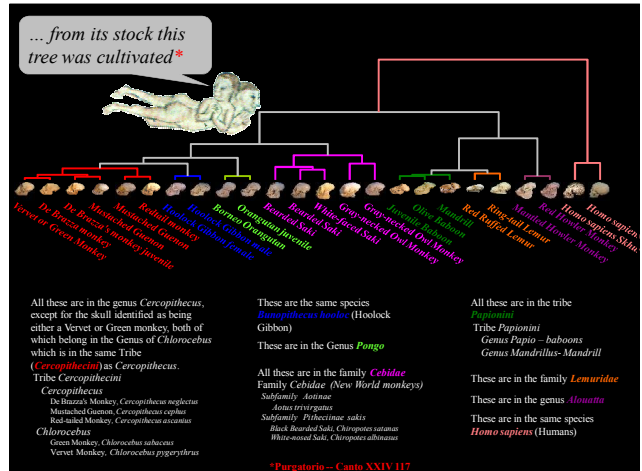 ... from its stock this
tree was cultivated*
Vervet or Green Monkey
De Brazza monkey
De Brazza's monkey juvenile
Mustached Guenon
Mustached Guenon
Redtail monkey
Hoolock Gibbon female
Hoolock Gibbon male
Borneo Orangutan
Orangutan juvenile
Bearded Saki
Bearded Saki
White-faced Saki
Gray-necked Owl Monkey
Gray-necked Owl Monkey
Juvenile Baboon
Olive Baboon
Mandrill
Red Ruffed Lemur
Ring-tail Lemur
Mantled Howler Monkey
Red Howler Monkey
Homo sapiens Skhul
Homo sapiens
All these are in the genus Cercopithecus,
except for the skull identified as being
either a Vervet or Green monkey, both of
which belong in the Genus of Chlorocebus
which is in the same Tribe
(Cercopithecini) as Cercopithecus.
Tribe Cercopithecini
Cercopithecus
De Brazza's Monkey, Cercopithecus neglectus
Mustached Guenon, Cercopithecus cephus
Red-tailed Monkey, Cercopithecus ascanius
Chlorocebus
Green Monkey, Chlorocebus sabaceus
Vervet Monkey, Chlorocebus pygerythrus
These are the same species
Bunopithecus hoolue (Hoolock
Gibbon)
These are in the Genus Pongo
All these are in the family Cebidae
Family Cebidae (New World monkeys)
Subfamily Aotinae
Aotus trivirgatus
Subfamily Pitheciinae sakis
Black Bearded Saki, Chiropotes satanas
White-nosed Saki, Chiropotes albinasus
All these are in the tribe
Papionini
Tribe Papionini
Genus Papio – baboons
Genus Mandrillus- Mandrill
These are in the family Lemuridae
These are in the genus Alouatta
These are in the same species
Homo sapiens (Humans)
*Purgatorio -- Canto XXIV 117